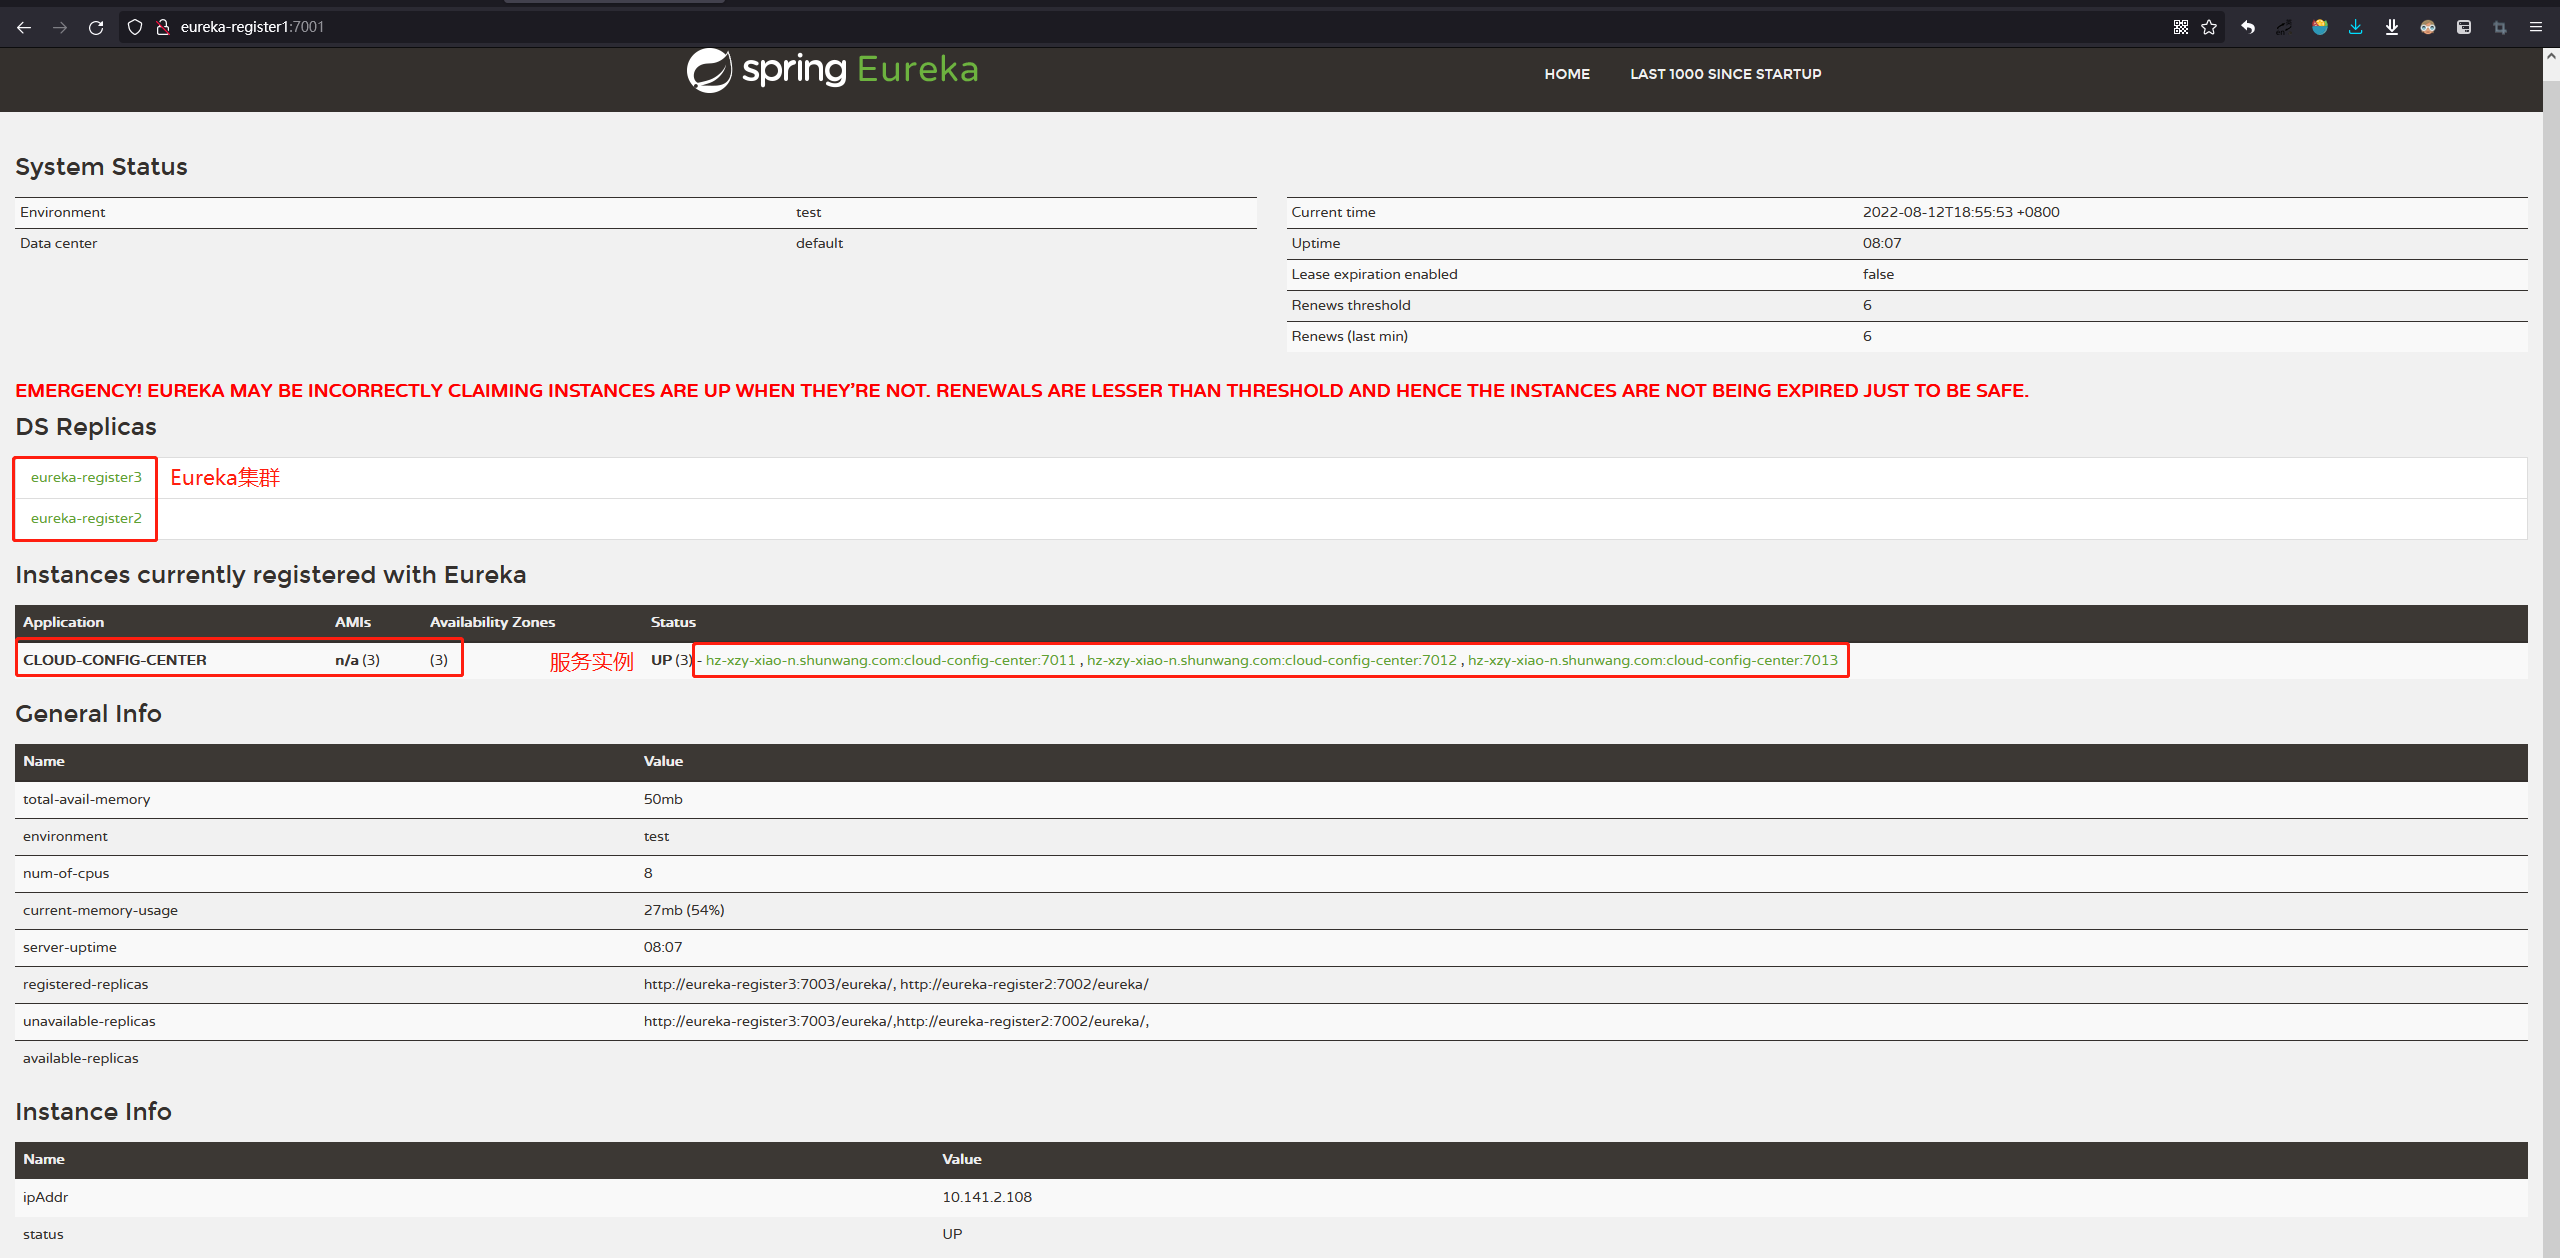 eureka-register1:7001
spring Eureka
HOME LAST 1000 SINCE STARTUP
System Status
Environment test
Data center default
Current time 2022-08-12T18:55:53 +0800
Uptime 08:07
Lease expiration enabled false
Renews threshold 6
Renews (last min) 6
EMERGENCY! EUREKA MAY BE INCORRECTLY CLAIMING INSTANCES ARE UP WHEN THEY'RE NOT. RENEWALS ARE LESSER THAN THRESHOLD AND HENCE THE INSTANCES ARE NOT BEING EXPIRED JUST TO BE SAFE.
DS Replicas
eureka-register3 Eureka集群
eureka-register2
Instances currently registered with Eureka
Application AMIs Availability Zones Status
CLOUD-CONFIG-CENTER n/a (3) (3) 服务实例 UP (3) - hz-xzy-xiao-n.shunwang.com:cloud-config-center:7011 , hz-xzy-xiao-n.shunwang.com:cloud-config-center:7012 , hz-xzy-xiao-n.shunwang.com:cloud-config-center:7013
General Info
Name Value
total-avail-memory 50mb
environment test
num-of-cpus 8
current-memory-usage 27mb (54%)
server-uptime 08:07
registered-replicas http://eureka-register3:7003/eureka/, http://eureka-register2:7002/eureka/
unavailable-replicas http://eureka-register3:7003/eureka/,http://eureka-register2:7002/eureka/,
available-replicas
Instance Info
Name Value
ipAddr 10.141.2.108
status UP